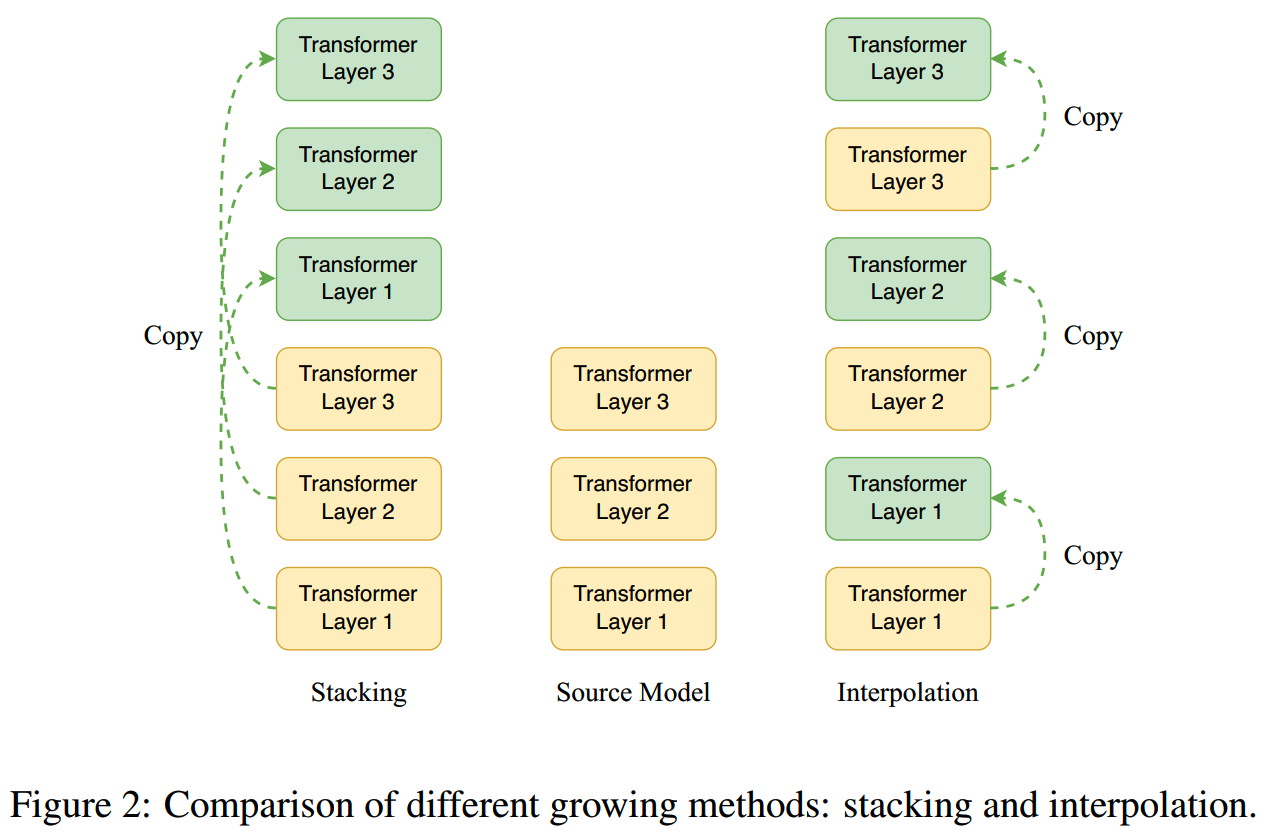 Transformer
Layer 3
Transformer
Layer 2
Transformer
Layer 1
Transformer
Layer 3
Transformer
Layer 2
Transformer
Layer 1
Copy
Stacking
Transformer
Layer 3
Transformer
Layer 2
Transformer
Layer 1
Source Model
Transformer
Layer 3
Transformer
Layer 3
Transformer
Layer 2
Transformer
Layer 2
Transformer
Layer 1
Transformer
Layer 1
Copy
Copy
Copy
Interpolation
Figure 2: Comparison of different growing methods: stacking and interpolation.